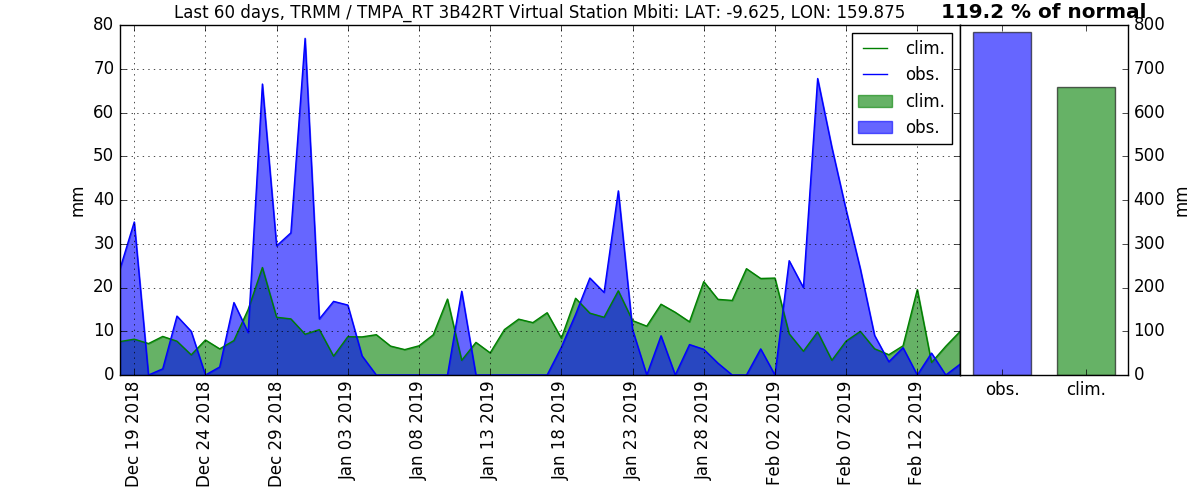 Last 60 days, TRMM / TMPA_RT 3B42RT Virtual Station Mbiti: LAT: -9.625, LON: 159.875
119.2 % of normal
80
70
60
50
40
30
20
10
0
mm
clim.
obs.
clim.
obs.
Dec 19 2018
Dec 24 2018
Dec 29 2018
Jan 03 2019
Jan 08 2019
Jan 13 2019
Jan 18 2019
Jan 23 2019
Jan 28 2019
Feb 02 2019
Feb 07 2019
Feb 12 2019
800
700
600
500
400
300
200
100
0
mm
obs.
clim.